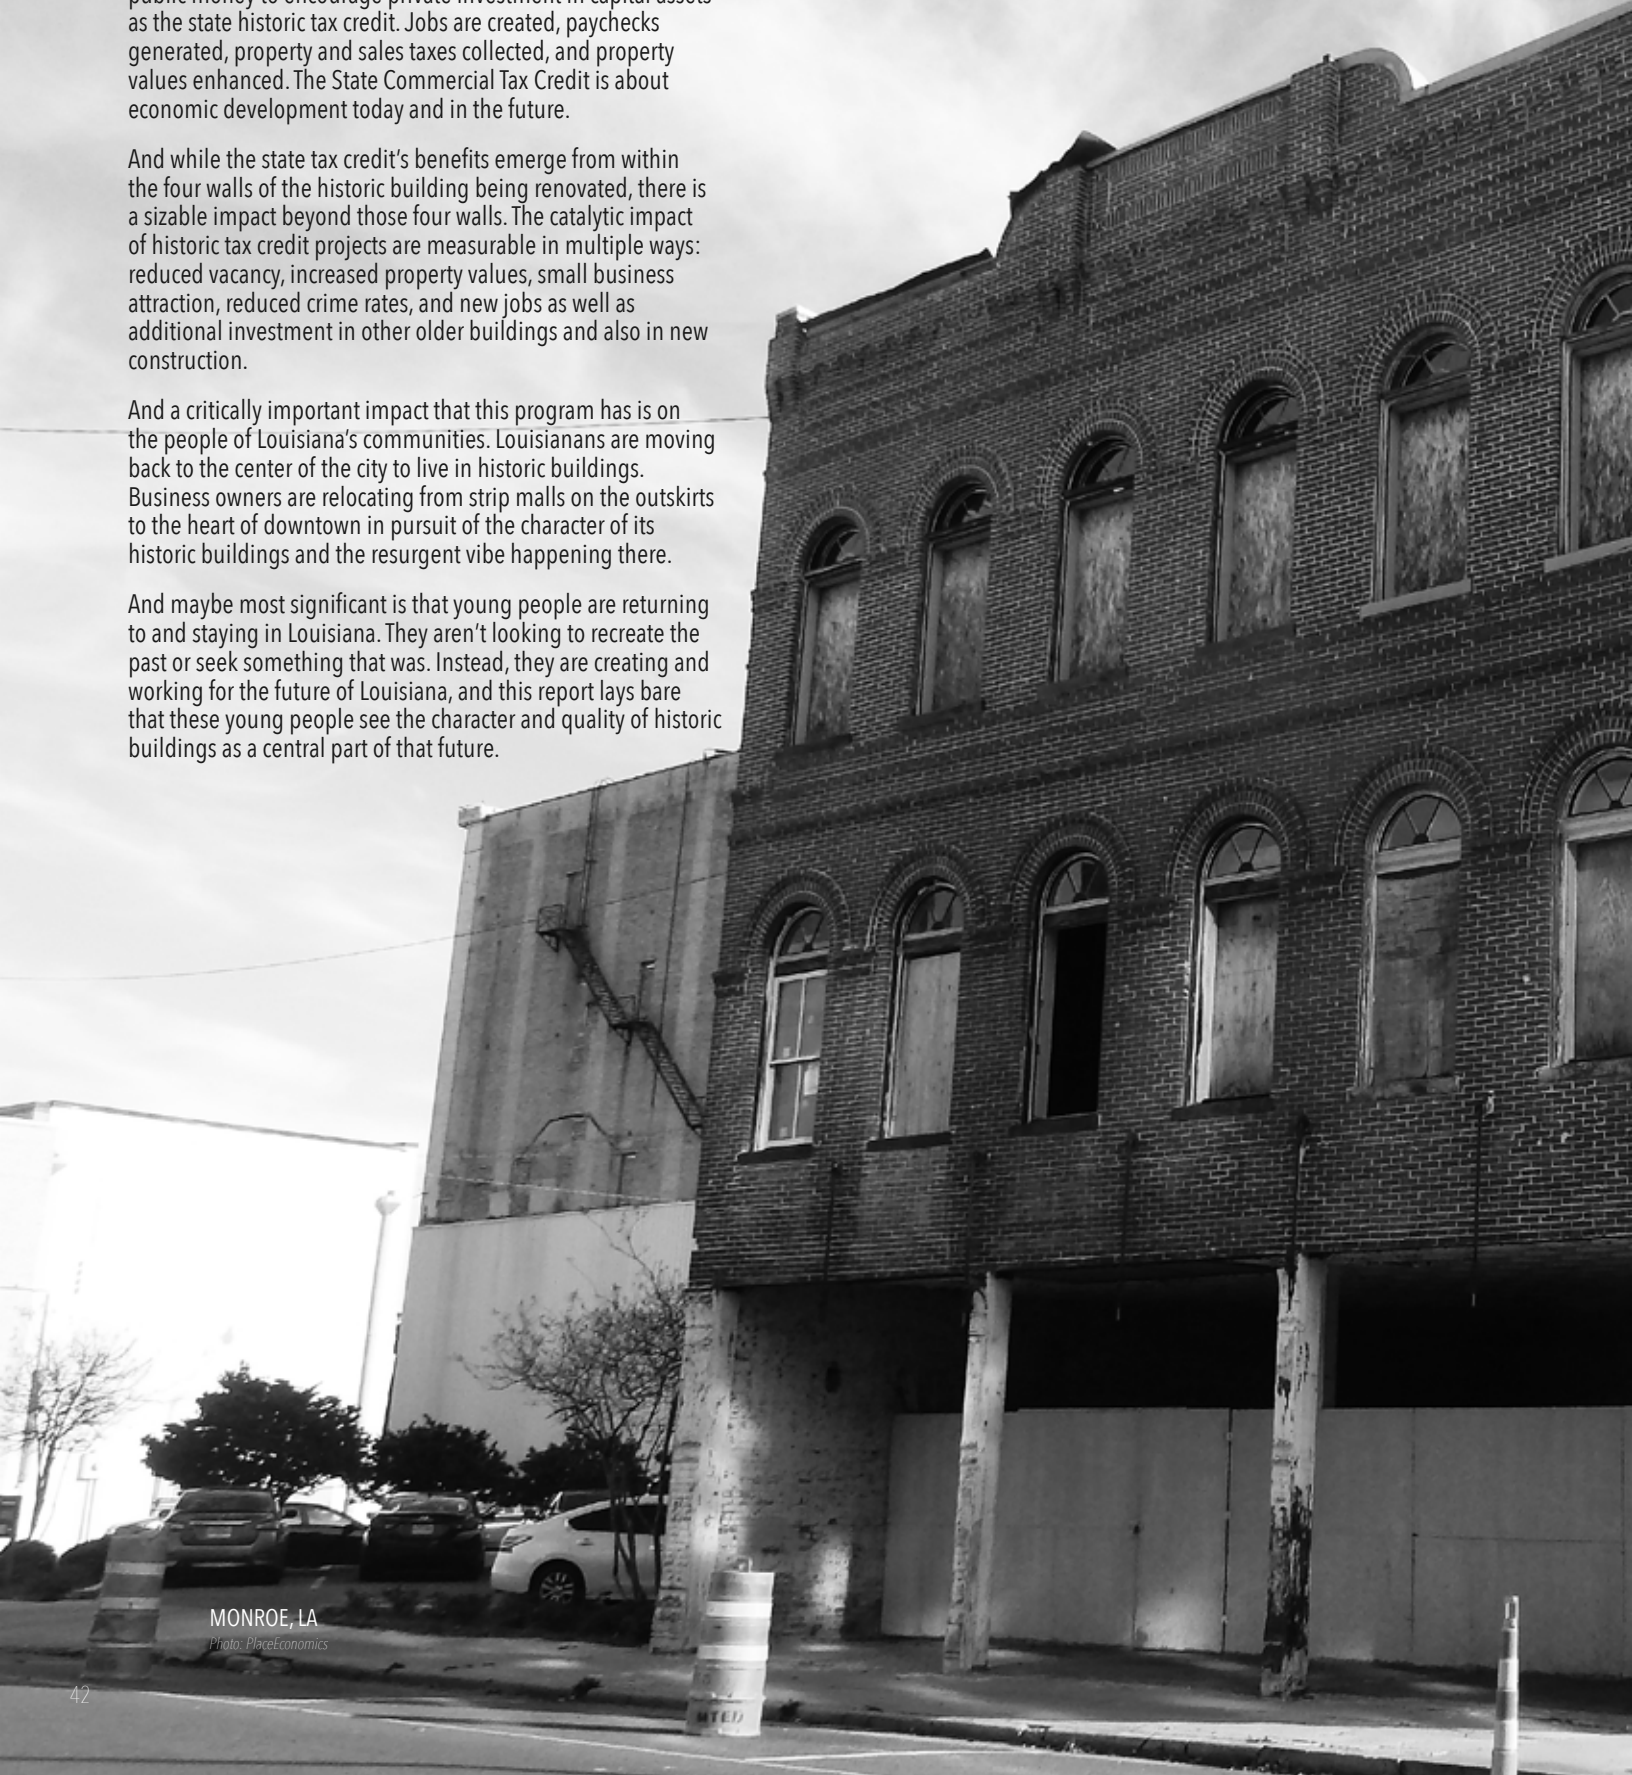 public money to encourage private investment in capital assets
as the state historic tax credit. Jobs are created, paychecks
generated, property and sales taxes collected, and property
values enhanced. The State Commercial Tax Credit is about
economic development today and in the future.
And while the state tax credit’s benefits emerge from within
the four walls of the historic building being renovated, there is
a sizable impact beyond those four walls. The catalytic impact
of historic tax credit projects are measurable in multiple ways:
reduced vacancy, increased property values, small business
attraction, reduced crime rates, and new jobs as well as
additional investment in other older buildings and also in new
construction.
And a critically important impact that this program has is on
the people of Louisiana’s communities. Louisianans are moving
back to the center of the city to live in historic buildings.
Business owners are relocating from strip malls on the outskirts
to the heart of downtown in pursuit of the character of its
historic buildings and the resurgent vibe happening there.
And maybe most significant is that young people are returning
to and staying in Louisiana. They aren’t looking to recreate the
past or seek something that was. Instead, they are creating and
working for the future of Louisiana, and this report lays bare
that these young people see the character and quality of historic
buildings as a central part of that future.
MONROE, LA
Photo: PlaceEconomics
42